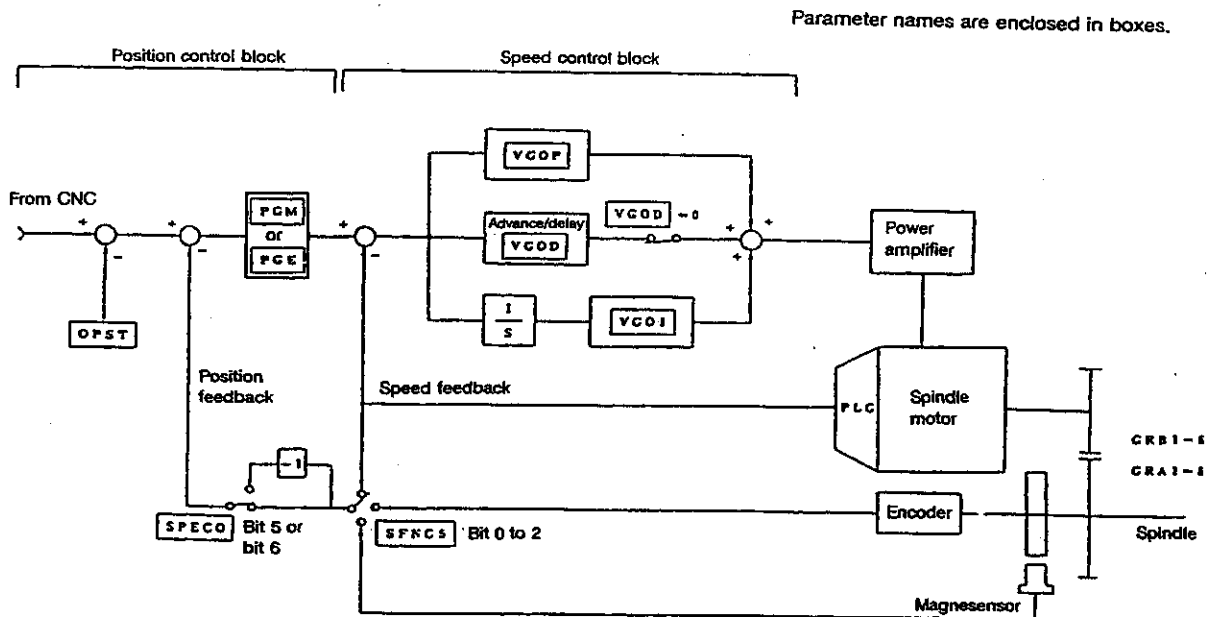 Parameter names are enclosed in boxes.
Position control block
Speed control block
VGOP
From CNC
+
+
PGM
+
Advance/delay
VGOD
~0
+
+
Power
or
VGOD
amplifier
-
-
PGE
-
+
I
S
VGOI
OPST
Position
feedback
Speed feedback
PLG
Spindle
motor
-1
SPECO
Bit 5 or
bit 6
SFNC5
Bit 0 to 2
Encoder
Spindle
Magnesensor